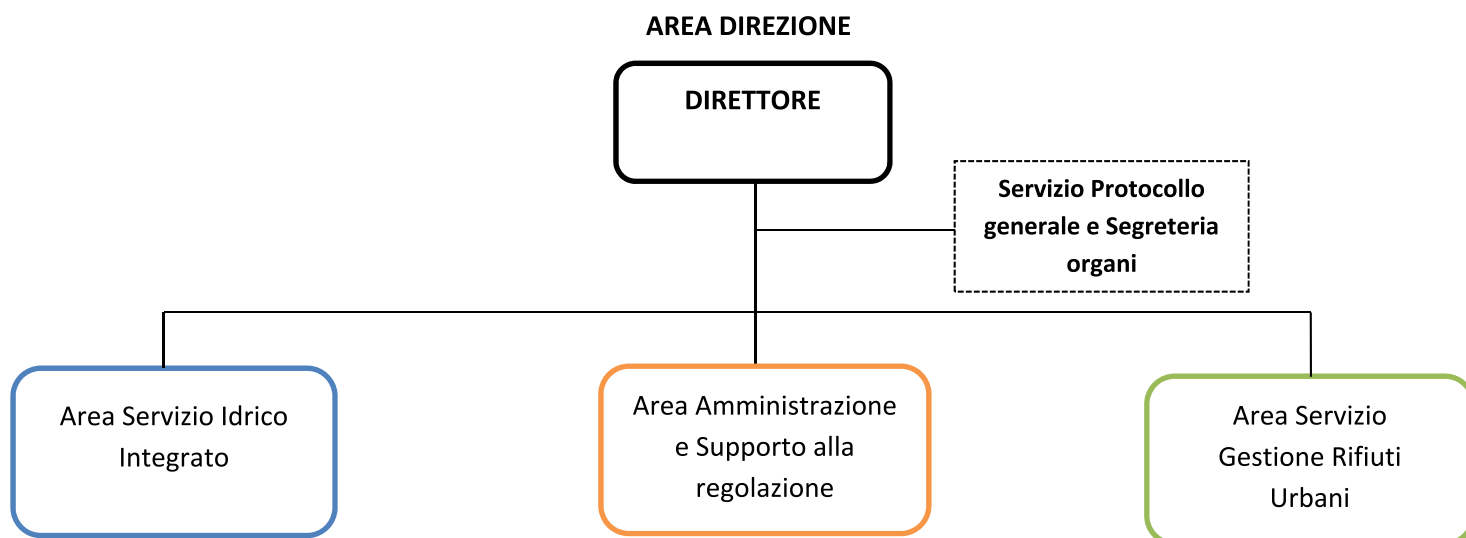 AREA DIREZIONE
DIRETTORE
Servizio Protocollo
generale e Segreteria
organi
Area Servizio Idrico
Integrato
Area Amministrazione
e Supporto alla
regolazione
Area Servizio
Gestione Rifiuti
Urbani